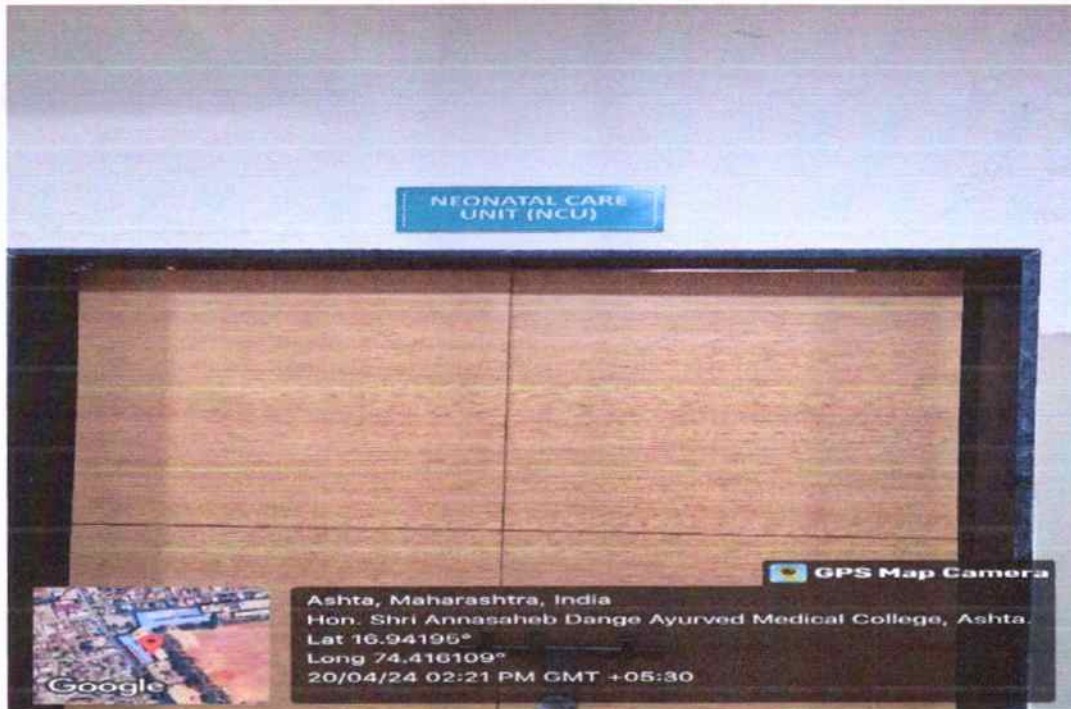 NEONATAL CARE
UNIT (NCU)
GPS Map Camera
Ashta, Maharashtra, India
Hon. Shri Annasaheb Dange Ayurved Medical College, Ashta.
Lat 16.94195°
Long 74.416109°
20/04/24 02:21 PM GMT +05:30
Google